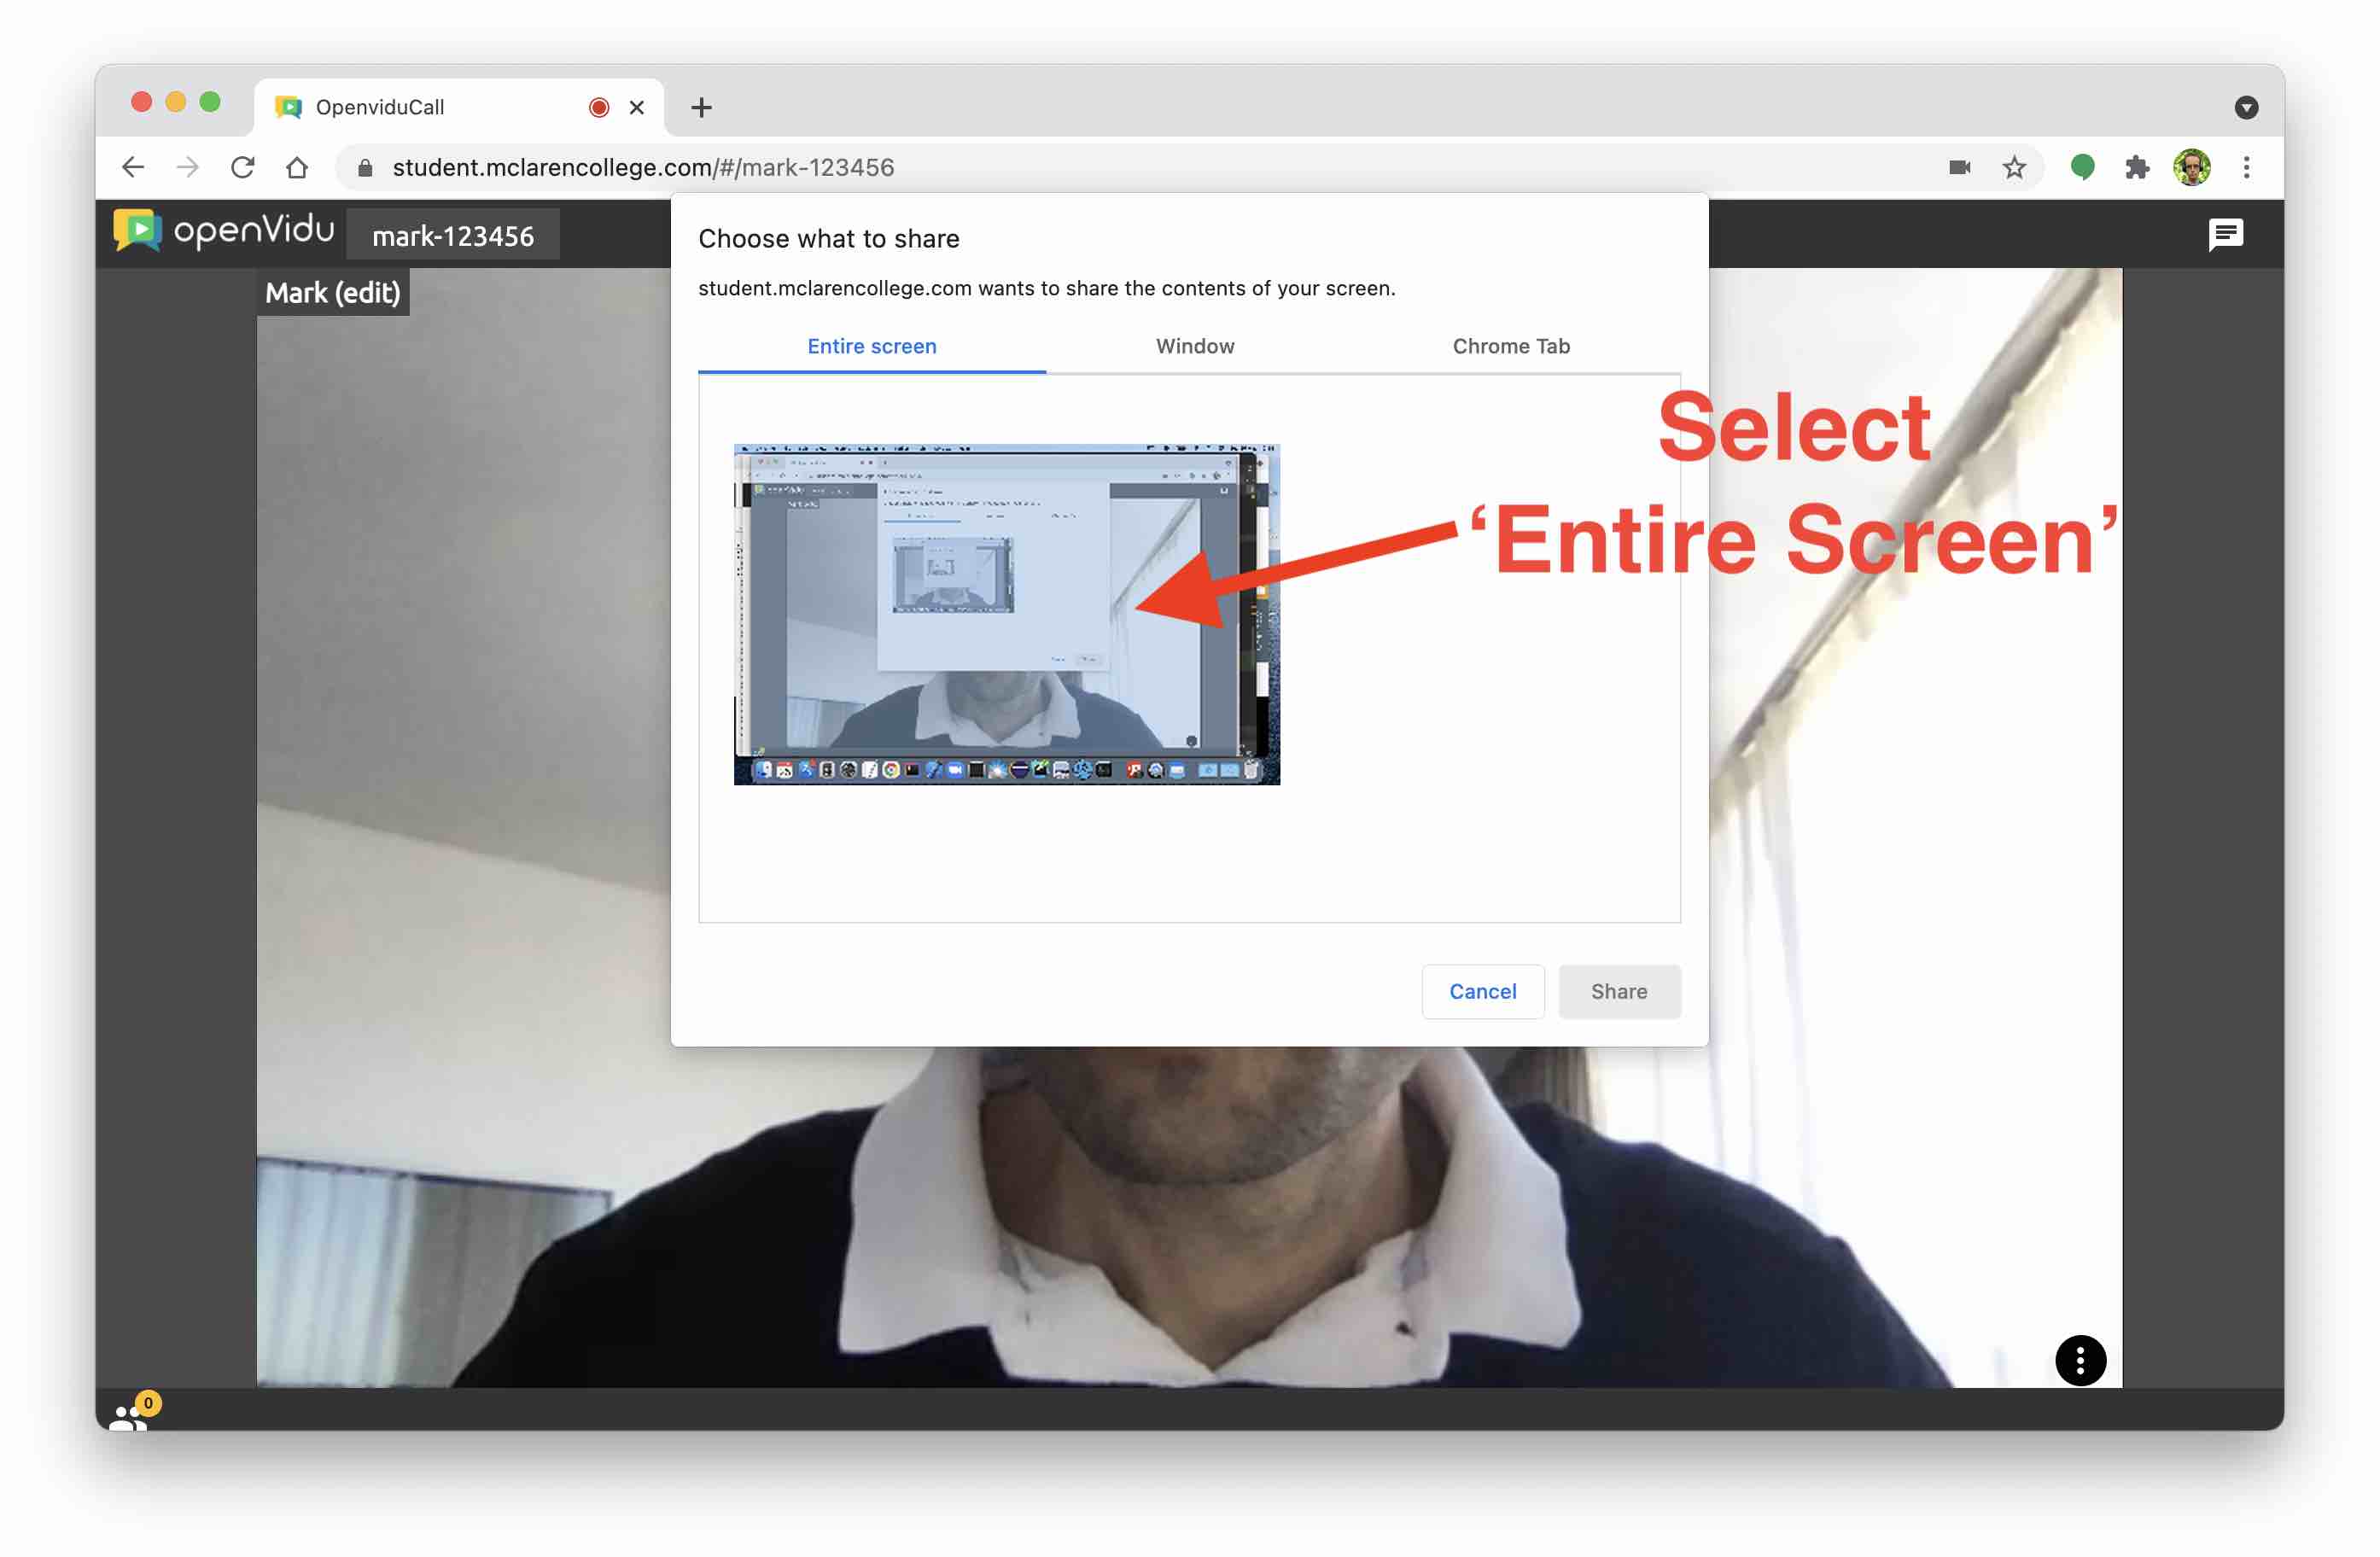 OpenviduCall
student.mclarencollege.com/#/mark-123456
openVidu
mark-123456
Choose what to share
Mark (edit)
student.mclarencollege.com wants to share the contents of your screen.
Entire screen
Window
Chrome Tab
Select
‘Entire Screen’
Cancel
Share
0